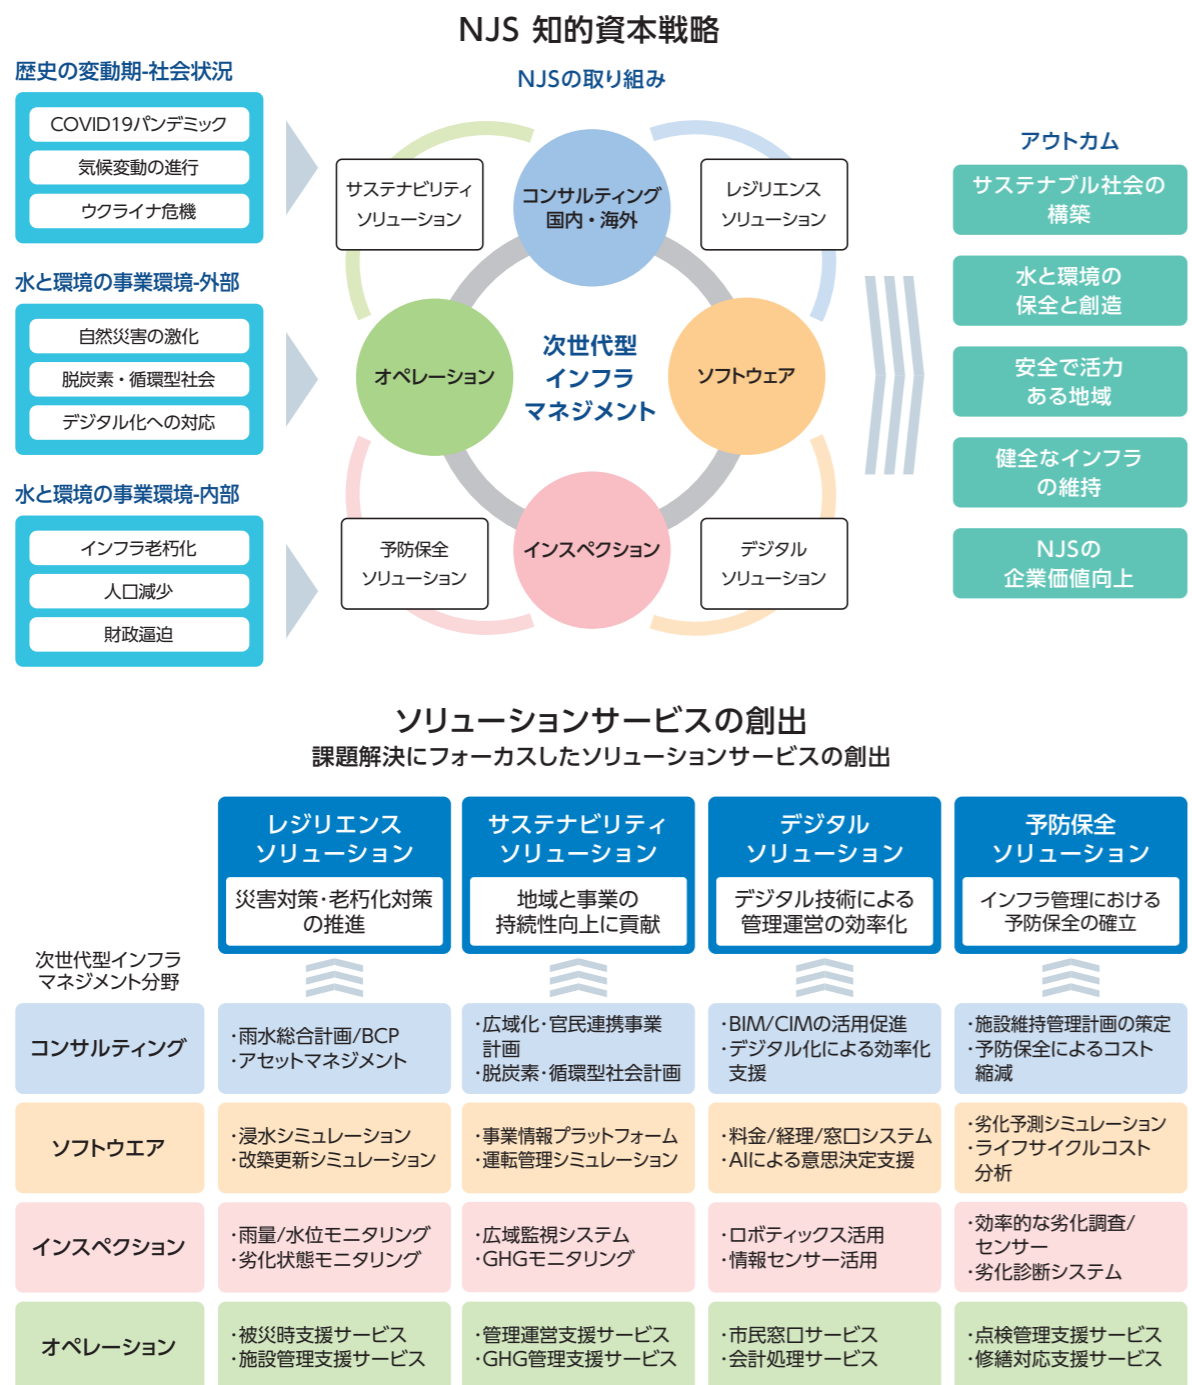 NJS 知的資本戦略
歴史の変動期-社会状況
COVID19パンデミック
気候変動の進行
ウクライナ危機
水と環境の事業環境-外部
自然災害の激化
脱炭素・循環型社会
デジタル化への対応
水と環境の事業環境-内部
インフラ老朽化
人口減少
財政逼迫
NJSの取り組み
サステナビリティ
ソリューション
コンサルティング
国内・海外
レジリエンス
ソリューション
オペレーション
次世代型
インフラ
マネジメント
ソフトウェア
予防保全
ソリューション
インスペクション
デジタル
ソリューション
アウトカム
サステナブル社会の
構築
水と環境の
保全と創造
安全で活力
ある地域
健全なインフラ
の維持
NJSの
企業価値向上
ソリューションサービスの創出
課題解決にフォーカスしたソリューションサービスの創出
レジリエンス
ソリューション
災害対策・老朽化対策
の推進
サステナビリティ
ソリューション
地域と事業の
持続性向上に貢献
デジタル
ソリューション
デジタル技術による
管理運営の効率化
予防保全
ソリューション
インフラ管理における
予防保全の確立
次世代型インフラ
マネジメント分野
コンサルティング
・雨水総合計画/BCP
・アセットマネジメント
・広域化・官民連携事業
計画
・脱炭素・循環型社会計画
・BIM/CIMの活用促進
・デジタル化による効率化
支援
・施設維持管理計画の策定
・予防保全によるコスト
縮減
ソフトウエア
・浸水シミュレーション
・改築更新シミュレーション
・事業情報プラットフォーム
・運転管理シミュレーション
・料金/経理/窓口システム
・AIによる意思決定支援
・劣化予測シミュレーション
・ライフサイクルコスト
分析
インスペクション
・雨量/水位モニタリング
・劣化状態モニタリング
・広域監視システム
・GHGモニタリング
・ロボティックス活用
・情報センサー活用
・効率的な劣化調査/
センサー
・劣化診断システム
オペレーション
・被災時支援サービス
・施設管理支援サービス
・管理運営支援サービス
・GHG管理支援サービス
・市民窓口サービス
・会計処理サービス
・点検管理支援サービス
・修繕対応支援サービス